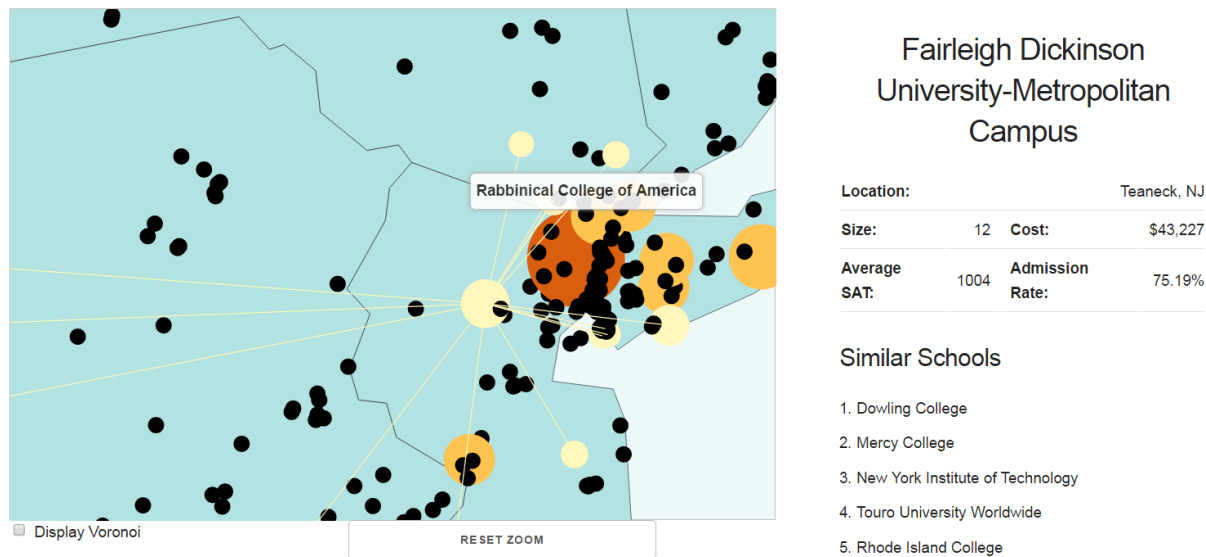 Rabbinical College of America
Display Voronoi
RESET ZOOM
Fairleigh Dickinson
University-Metropolitan
Campus
Location: Teaneck, NJ
Size: 12 Cost: $43,227
Average
SAT: 1004 Admission
Rate: 75.19%
Similar Schools
1. Dowling College
2. Mercy College
3. New York Institute of Technology
4. Touro University Worldwide
5. Rhode Island College